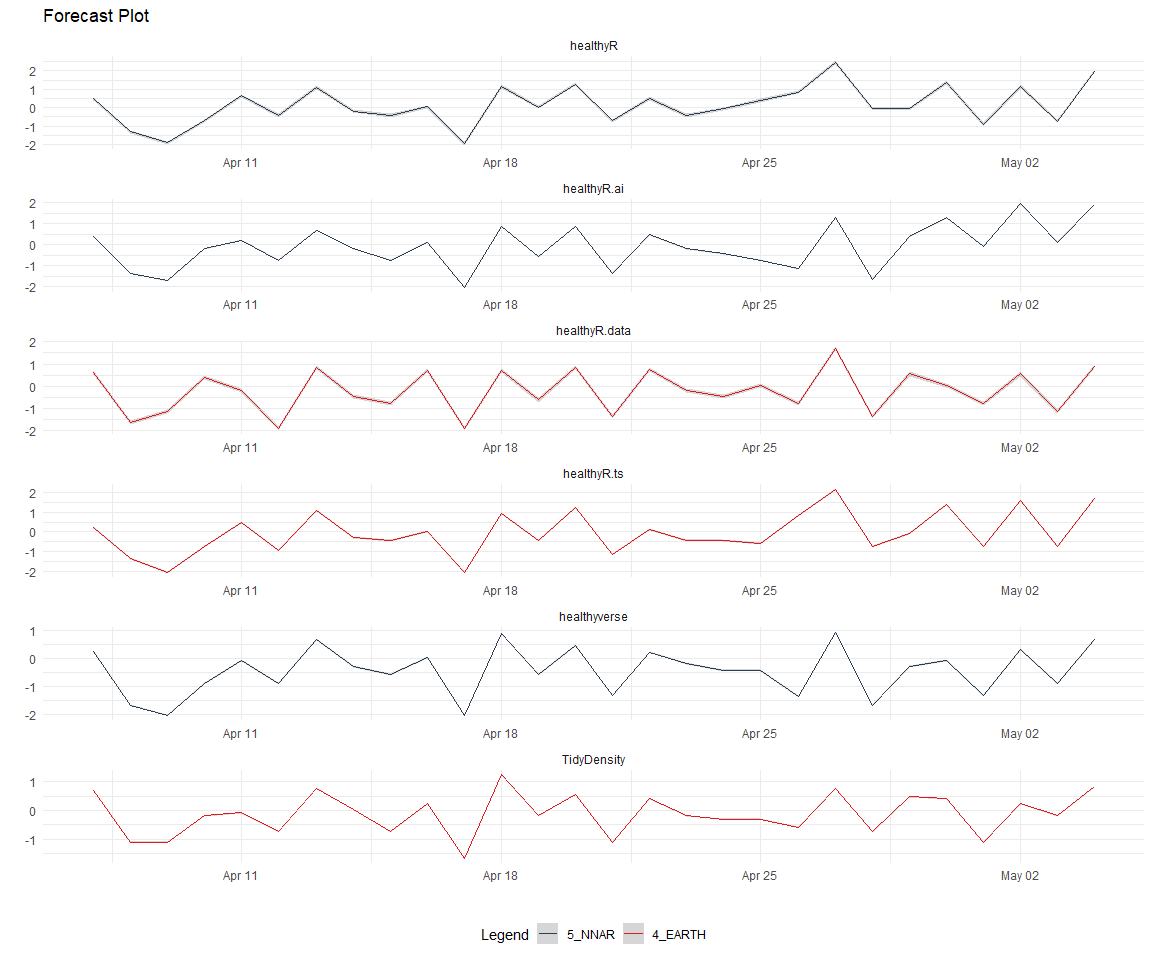 Forecast Plot
healthyR
2
1
0
-1
-2
Apr 11 Apr 18 Apr 25 May 02
healthyR.ai
2
1
0
-1
-2
Apr 11 Apr 18 Apr 25 May 02
healthyR.data
2
1
0
-1
-2
Apr 11 Apr 18 Apr 25 May 02
healthyR.ts
2
1
0
-1
-2
Apr 11 Apr 18 Apr 25 May 02
healthyverse
1
0
-1
-2
Apr 11 Apr 18 Apr 25 May 02
TidyDensity
1
0
-1
Apr 11 Apr 18 Apr 25 May 02
Legend 5_NNAR 4_EARTH